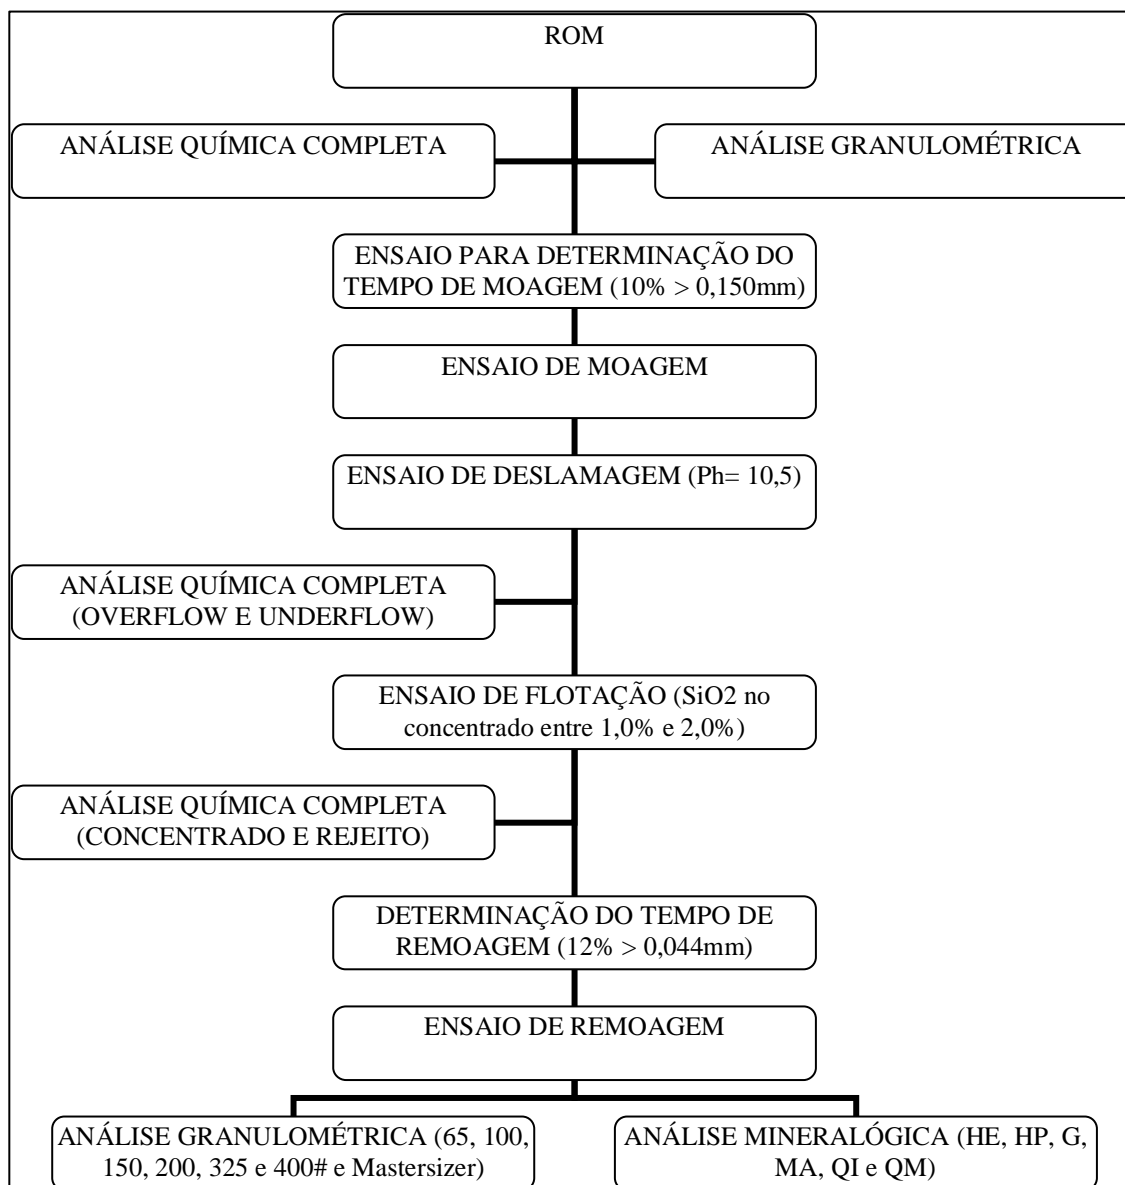 ROM
ANÁLISE QUÍMICA COMPLETA
ANÁLISE GRANULOMÉTRICA
ENSAIO PARA DETERMINAÇÃO DO
TEMPO DE MOAGEM (10% > 0,150mm)
ENSAIO DE MOAGEM
ENSAIO DE DESLAMAGEM (Ph= 10,5)
ANÁLISE QUÍMICA COMPLETA
(OVERFLOW E UNDERFLOW)
ENSAIO DE FLOTAÇÃO (SiO2 no
concentrado entre 1,0% e 2,0%)
ANÁLISE QUÍMICA COMPLETA
(CONCENTRADO E REJEITO)
DETERMINAÇÃO DO TEMPO DE
REMOAGEM (12% > 0,044mm)
ENSAIO DE REMOAGEM
ANÁLISE GRANULOMÉTRICA (65, 100,
150, 200, 325 e 400# e Mastersizer)
ANÁLISE MINERALÓGICA (HE, HP, G,
MA, QI e QM)